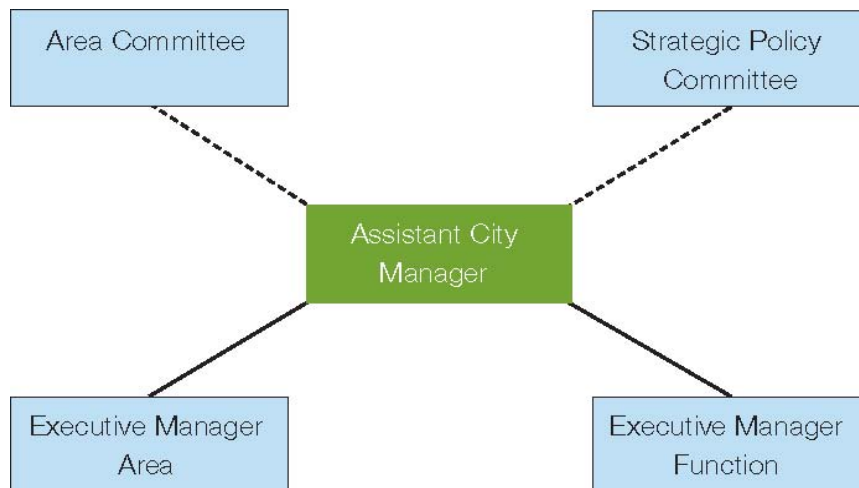 Area Committee
Strategic Policy
Committee
Assistant City
Manager
Executive Manager
Area
Executive Manager
Function